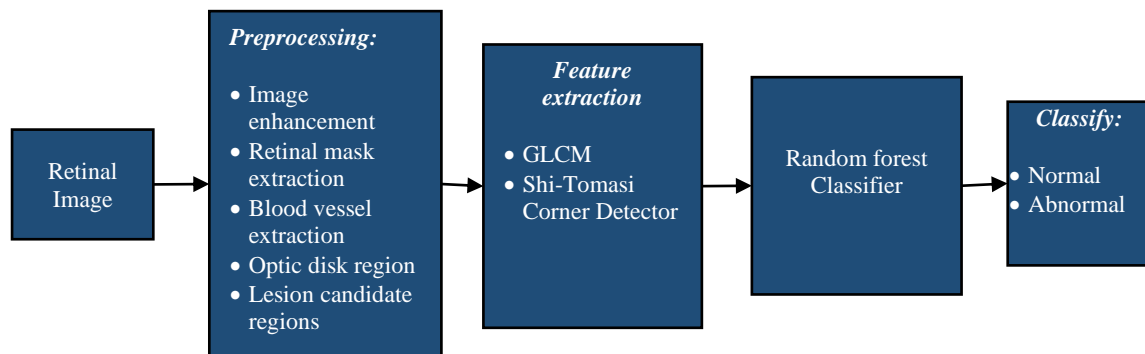 Retinal
Image
Preprocessing:
• Image
enhancement
• Retinal mask
extraction
• Blood vessel
extraction
• Optic disk region
• Lesion candidate
regions
Feature
extraction
• GLCM
• Shi-Tomasi
Corner Detector
Random forest
Classifier
Classify:
• Normal
• Abnormal